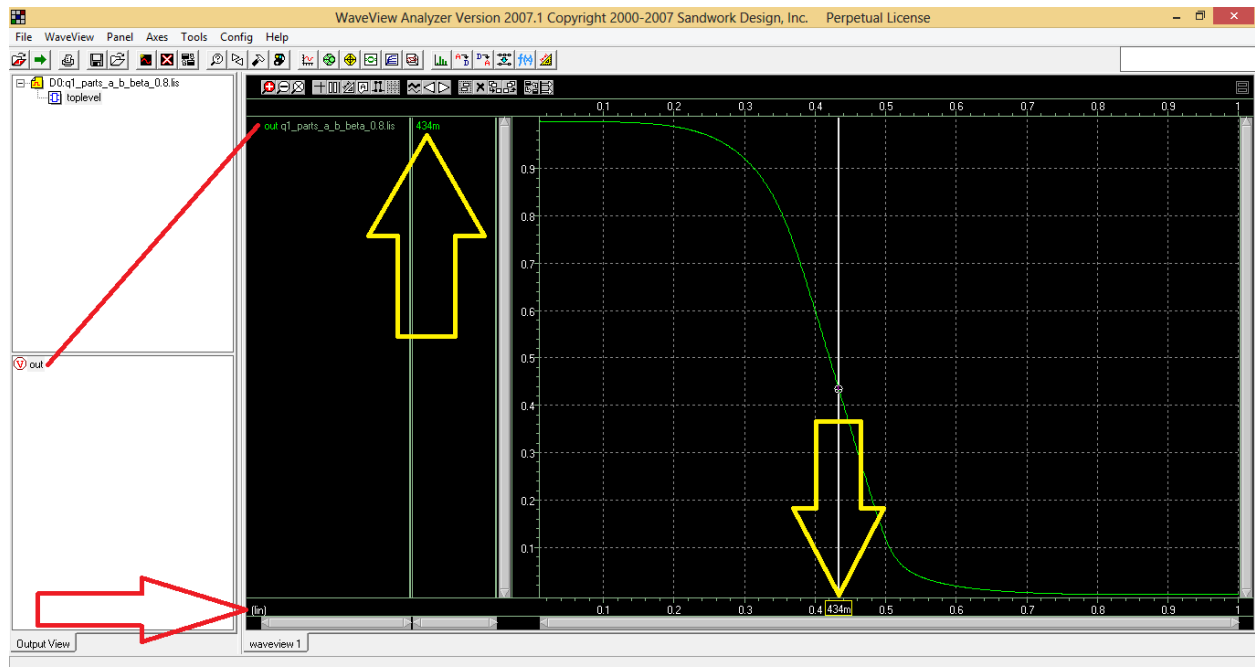 WaveView Analyzer Version 2007.1 Copyright 2000-2007 Sandwork Design, Inc. Perpetual License
File WaveView Panel Axes Tools Config Help
D0:q1_parts_a_b_beta_0.8.lis
toplevel
0.1 0.2 0.3 0.4 0.5 0.6 0.7 0.8 0.9 1
out q1_parts_a_b_beta_0.8.lis 434m
0.9
0.8
0.7
0.6
0.5
V out
0.4
0.3
0.2
0.1
(lin) 0.1 0.2 0.3 0.4 434m 0.5 0.6 0.7 0.8 0.9 1
Output View waveview 1